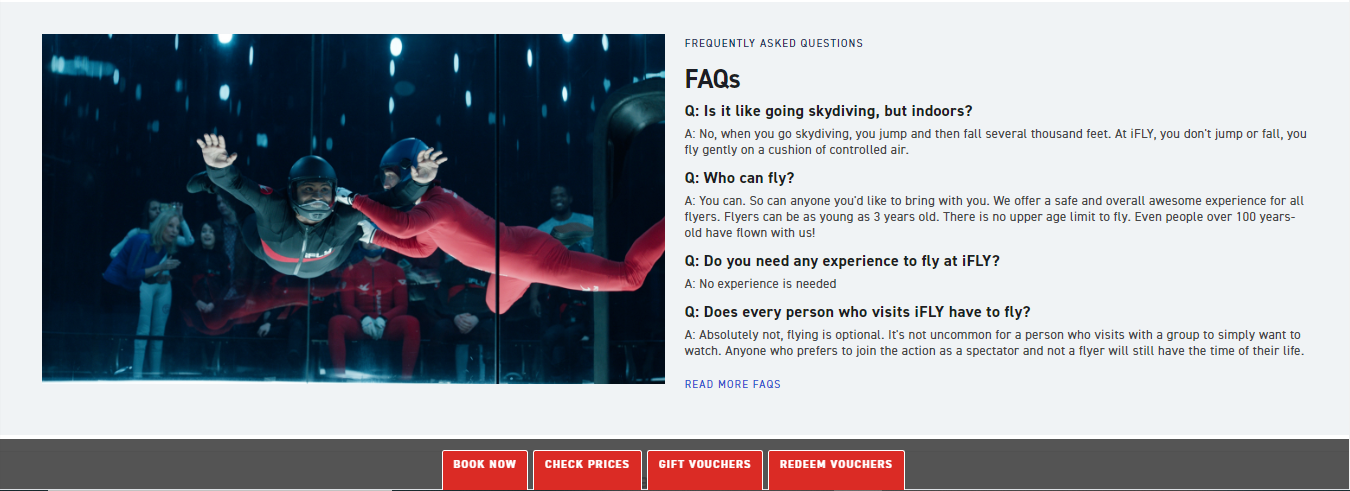 FREQUENTLY ASKED QUESTIONS
FAQs
Q: Is it like going skydiving, but indoors?
A: No, when you go skydiving, you jump and then fall several thousand feet. At iFLY, you don't jump or fall, you
fly gently on a cushion of controlled air.
Q: Who can fly?
A: You can. So can anyone you'd like to bring with you. We offer a safe and overall awesome experience for all
flyers. Flyers can be as young as 3 years old. There is no upper age limit to fly. Even people over 100 years-
old have flown with us!
Q: Do you need any experience to fly at iFLY?
A: No experience is needed
Q: Does every person who visits iFLY have to fly?
A: Absolutely not, flying is optional. It's not uncommon for a person who visits with a group to simply want to
watch. Anyone who prefers to join the action as a spectator and not a flyer will still have the time of their life.
READ MORE FAQS
iFLY
BOOK NOW
CHECK PRICES
GIFT VOUCHERS
REDEEM VOUCHERS